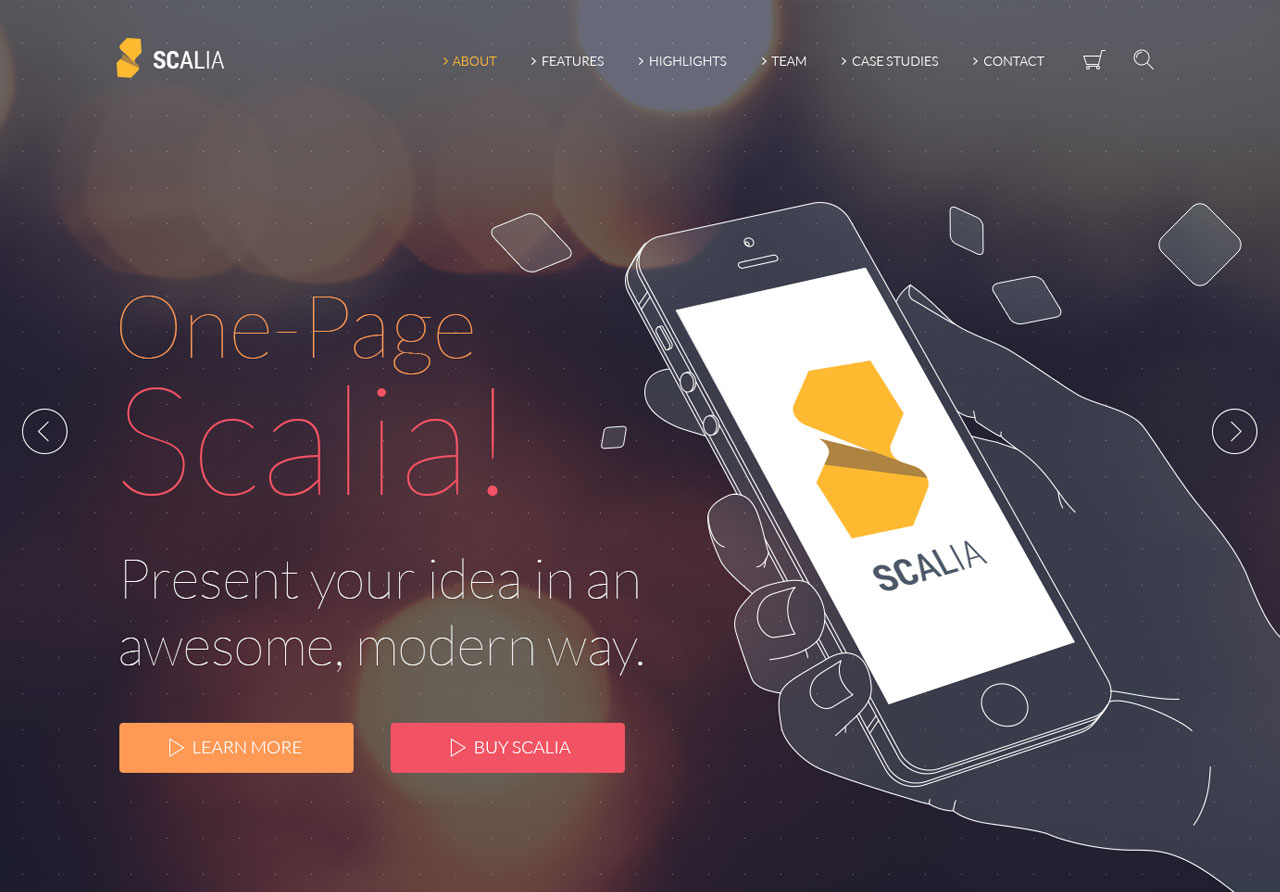 SCALIA
ABOUT
FEATURES
HIGHLIGHTS
TEAM
CASE STUDIES
CONTACT
One-Page
Scalia!
Present your idea in an
awesome, modern way.
LEARN MORE
BUY SCALIA
SCALIA